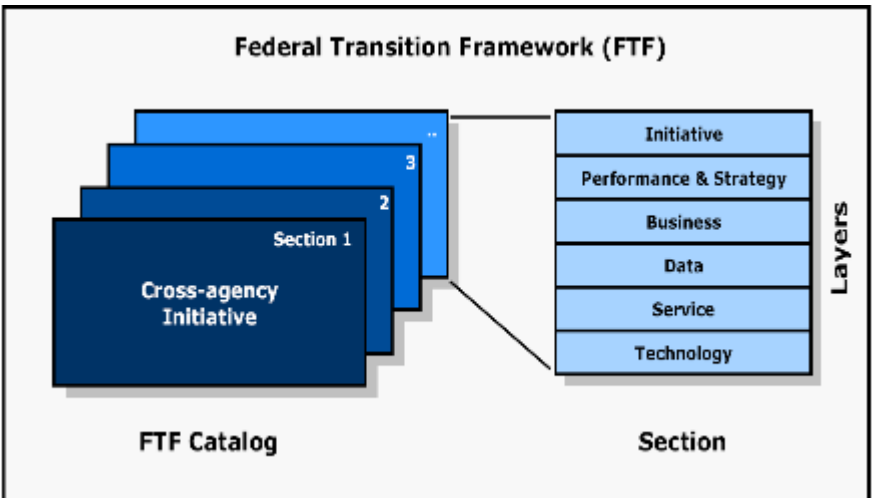 Federal Transition Framework (FTF)
..
3
2
Section 1
Cross-agency
Initiative
FTF Catalog
Initiative
Performance & Strategy
Business
Data
Service
Technology
Layers
Section